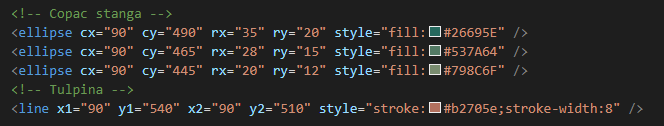 <!-- Copac stanga -->
<ellipse cx="90" cy="490" rx="35" ry="20" style="fill:#26695E" />
<ellipse cx="90" cy="465" rx="28" ry="15" style="fill:#537A64" />
<ellipse cx="90" cy="445" rx="20" ry="12" style="fill:#798C6F" />
<!-- Tulpina -->
<line x1="90" y1="540" x2="90" y2="510" style="stroke:#b2705e;stroke-width:8" />